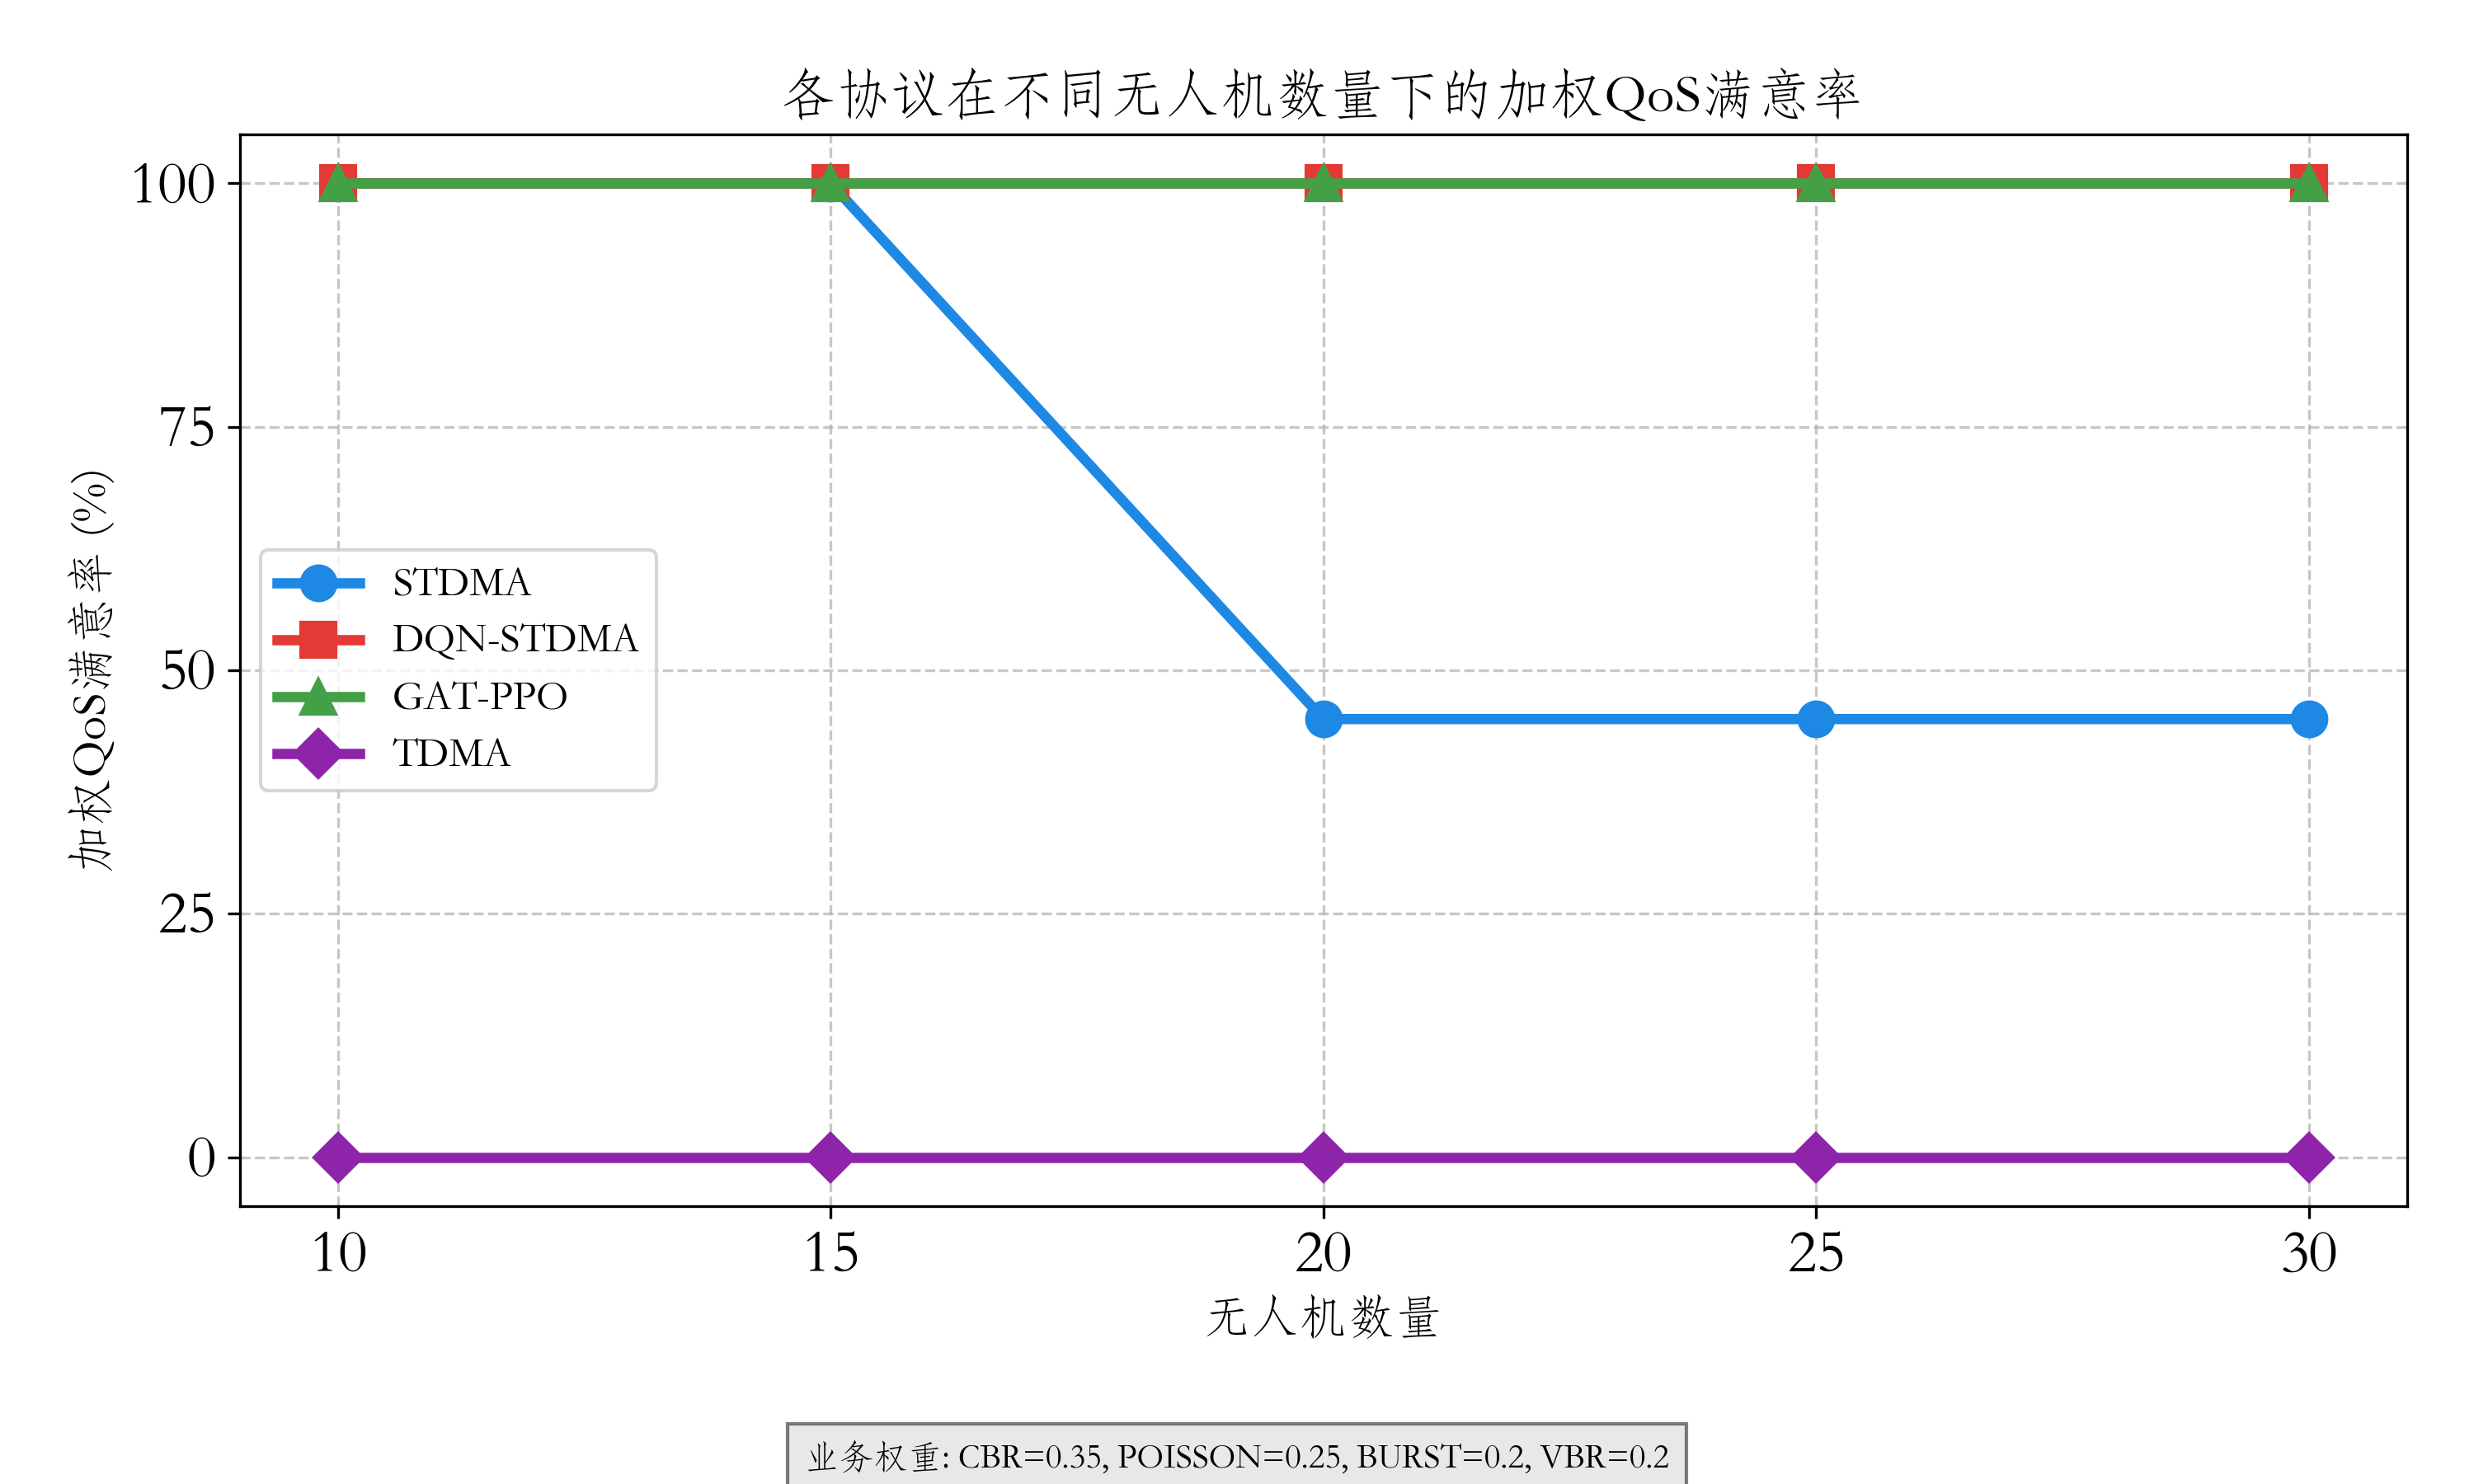 各协议在不同无人机数量下的加权QoS满意率
加权QoS满意率 (%)
100
75
50
25
0
STDMA
DQN-STDMA
GAT-PPO
TDMA
10 15 20 25 30
无人机数量
业务权重: CBR=0.35, POISSON=0.25, BURST=0.2, VBR=0.2